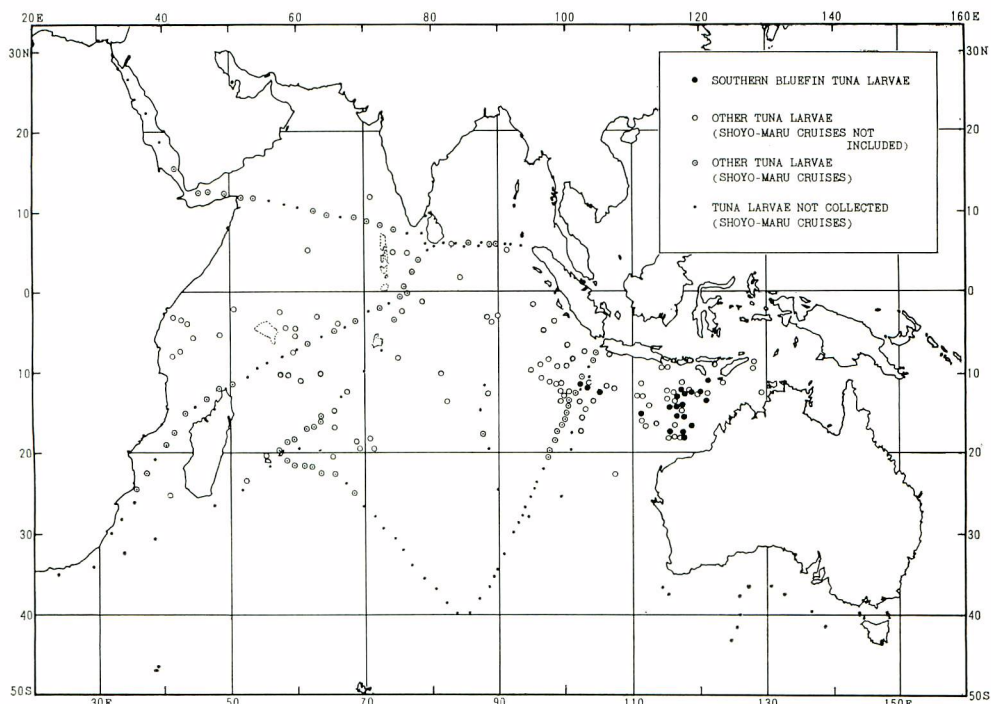 20E 40 60 80 100 120 140 160 E
30N 30N
20 20
10 10
0 0
10 10
20 20
30 30
40 40
50S 50S
20E 30E 50 70 90 110 130 150E
SOUTHERN BLUEFIN TUNA LARVAE
OTHER TUNA LARVAE
(SHOYO-MARU CRUISES NOT
INCLUDED)
OTHER TUNA LARVAE
(SHOYO-MARU CRUISES)
TUNA LARVAE NOT COLLECTED
(SHOYO-MARU CRUISES)